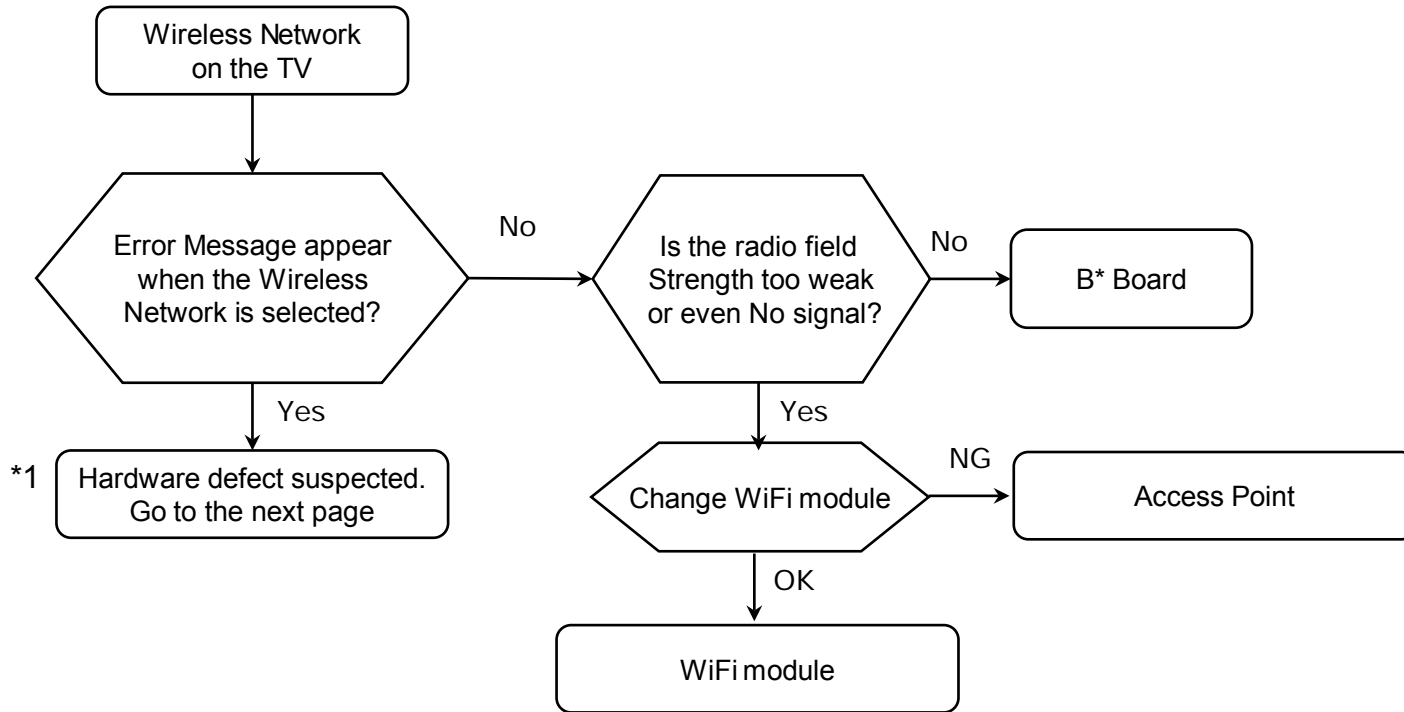 Wireless Network
on the TV
Error Message appear
when the Wireless
Network is selected?
No
Is the radio field
Strength too weak
or even No signal?
No
B* Board
Yes
Yes
*1
Hardware defect suspected.
Go to the next page
Change WiFi module
NG
Access Point
OK
WiFi module